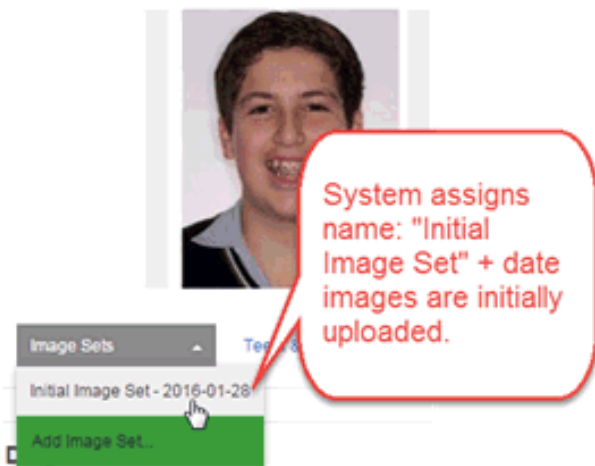 System assigns
name: "Initial
Image Set" + date
images are initially
uploaded.
Image Sets
Initial Image Set - 2016-01-28
Add Image Set...